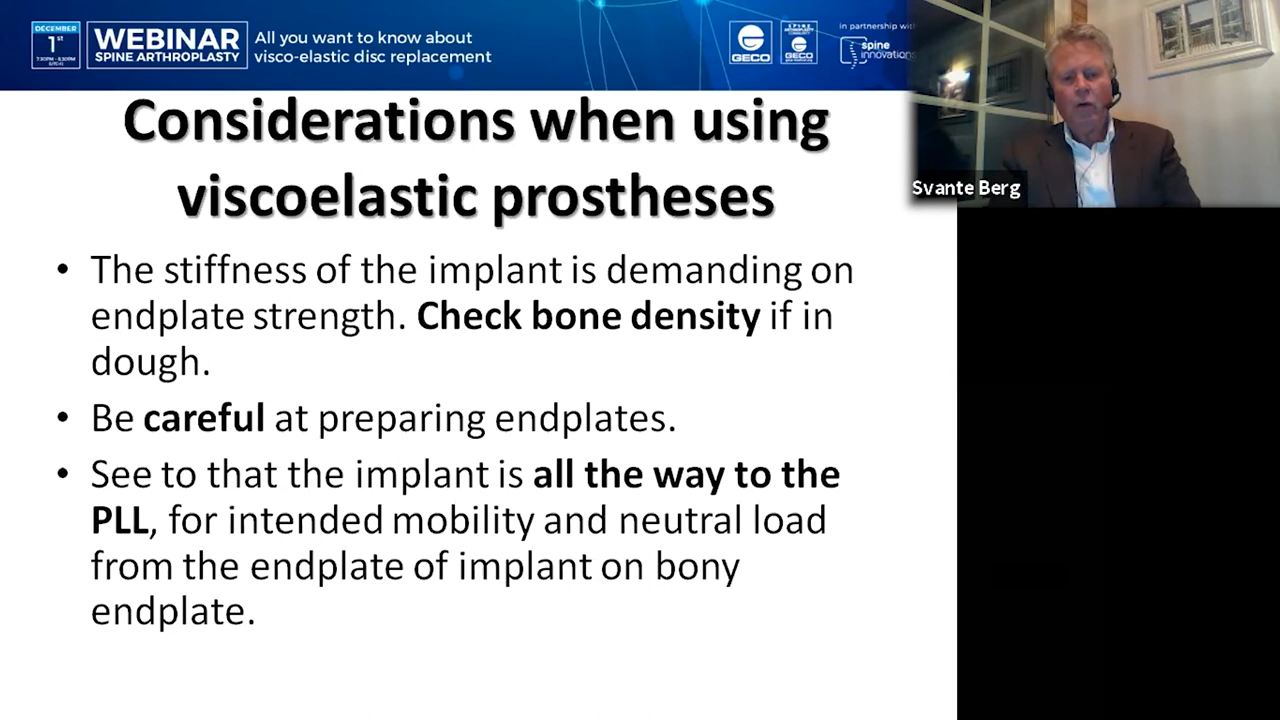 DECEMBER
1st
7:30PM - 8:30PM
WEBINAR
SPINE ARTHROPLASTY
All you want to know about
visco-elastic disc replacement
GECO
SPINE
ARTHROPLASTY
COMMUNITY
GECO
in partnership with
spine
innovations
Considerations when using
viscoelastic prostheses
Svante Berg
• The stiffness of the implant is demanding on
endplate strength. Check bone density if in
dough.
• Be careful at preparing endplates.
• See to that the implant is all the way to the
PLL, for intended mobility and neutral load
from the endplate of implant on bony
endplate.